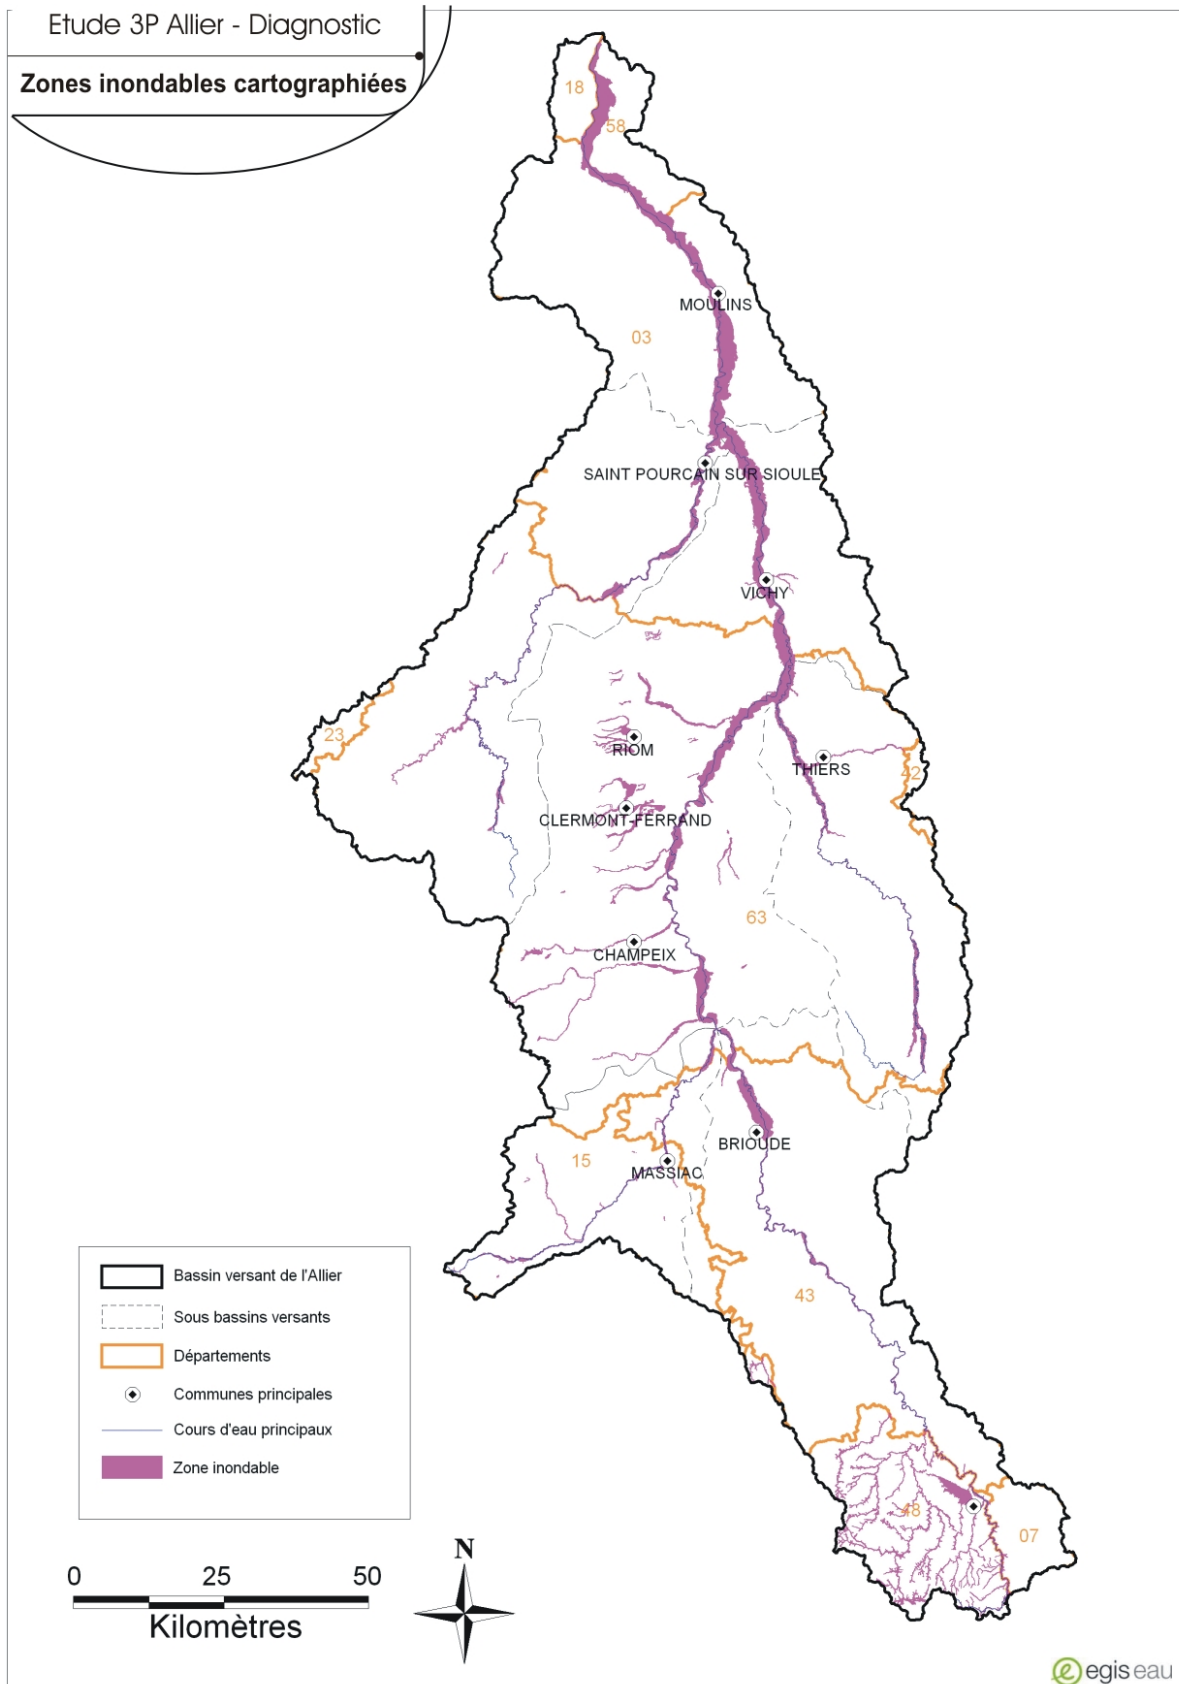 Etude 3P Allier - Diagnostic
Zones inondables cartographiées
18
58
MOULINS
03
SAINT POURCAIN SUR SIOULE
VICHY
23
RIOM
THIERS
42
CLERMONT-FERRAND
63
CHAMPEIX
BRIOUDE
15
MASSIAC
43
48
07
Bassin versant de l'Allier
Sous bassins versants
Départements
Communes principales
Cours d'eau principaux
Zone inondable
0 25 50
Kilomètres
N
egis eau